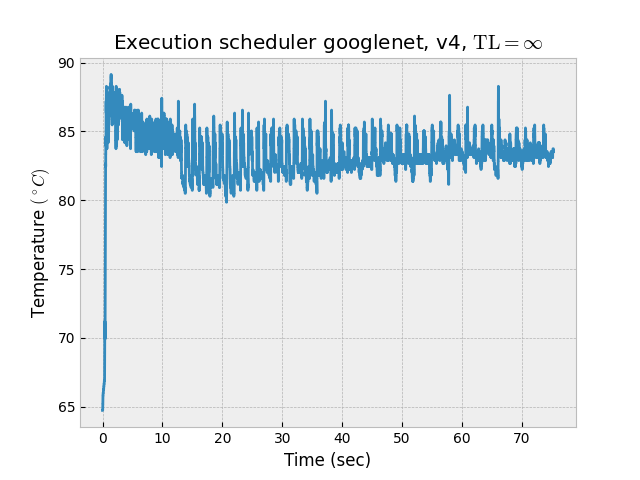 Execution scheduler googlenet, v4, TL = ∞
90
85
80
75
70
65
Temperature (°C)
0 10 20 30 40 50 60 70
Time (sec)